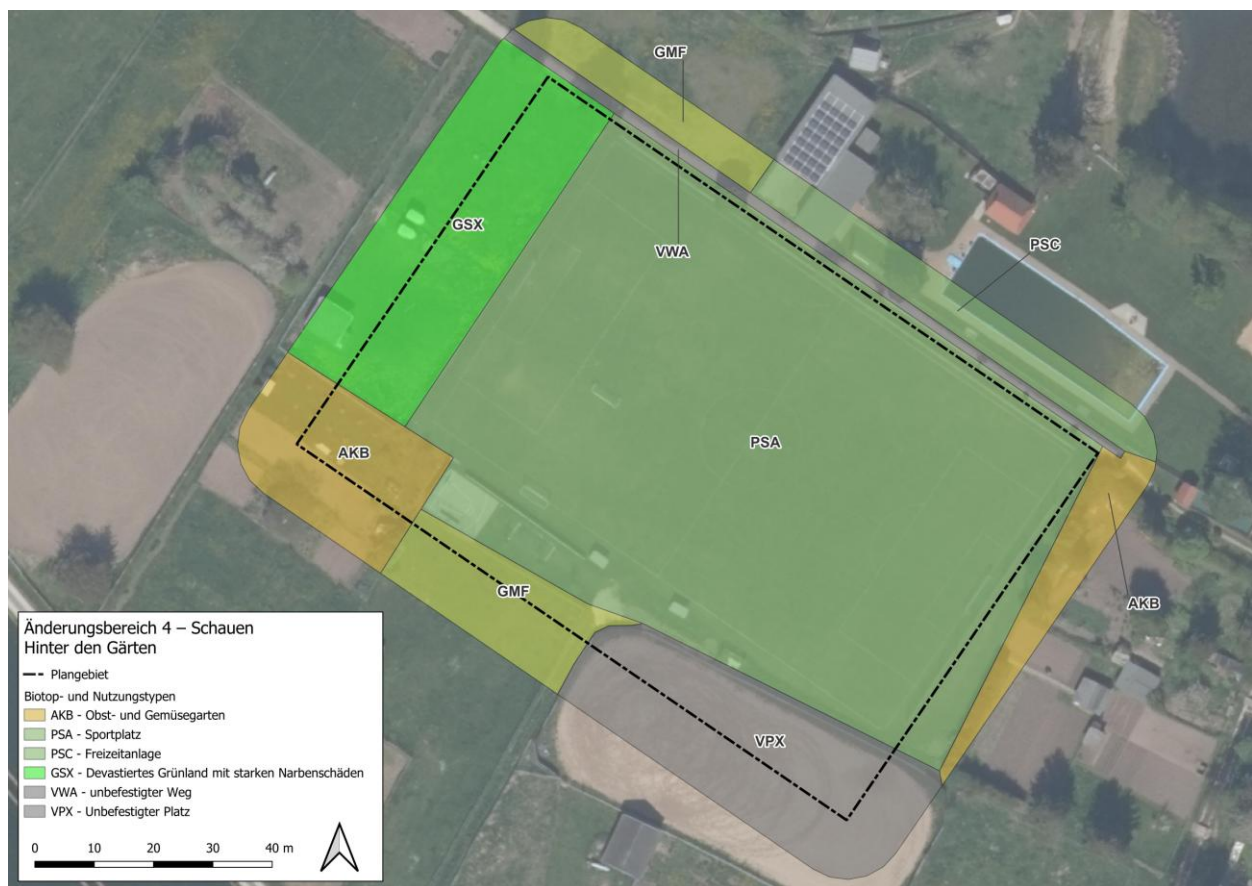 GMF
GSX
VWA
PSC
PSA
AKB
GMF
AKB
VPX
Änderungsbereich 4 – Schauen
Hinter den Gärten
Plangebiet
Biotop- und Nutzungstypen
AKB - Obst- und Gemüsegarten
PSA - Sportplatz
PSC - Freizeitanlage
GSX - Devastiertes Grünland mit starken Narbenschäden
VWA - unbefestigter Weg
VPX - Unbefestigter Platz
0 10 20 30 40 m